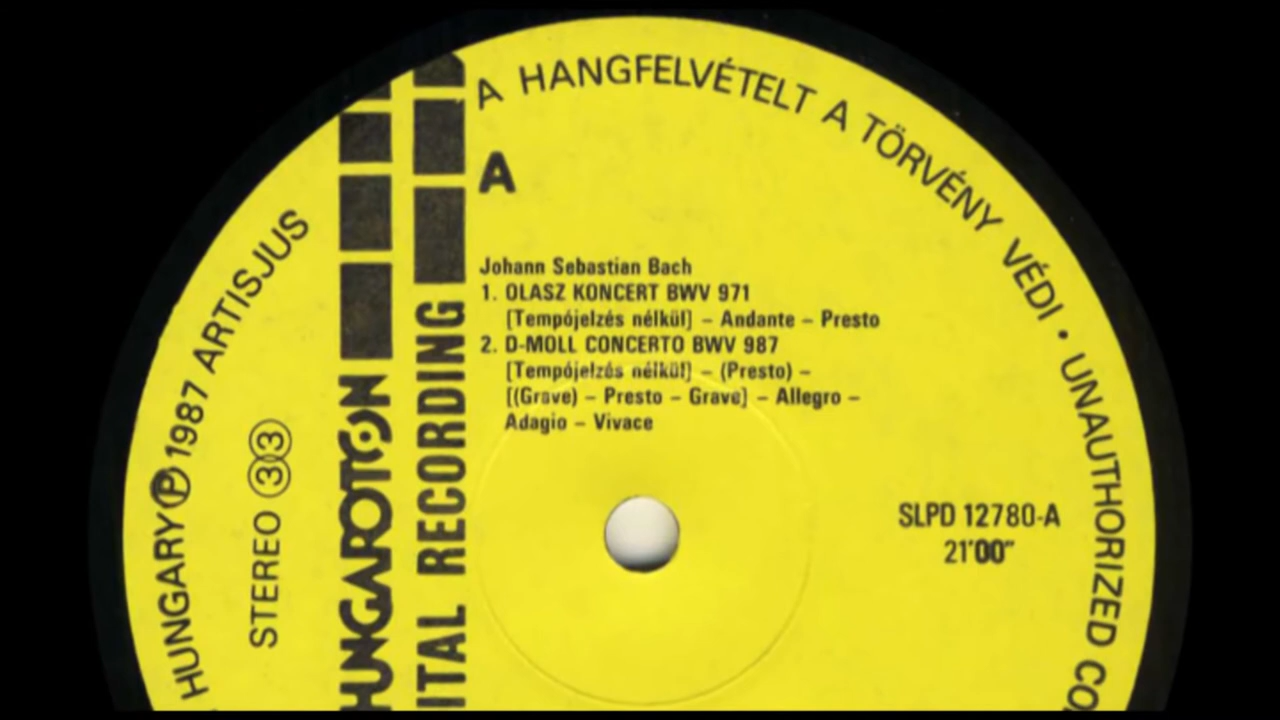 A HANGFELVÉTELT A TÖRVÉNY VÉDI • UNAUTHORIZED
HUNGARY Ⓟ 1987 ARTISJUS
STEREO 33
HUNGAROTON
RECORDING
A
Johann Sebastian Bach
1. OLASZ KONCERT BWV 971
[Tempójelzés nélkül] – Andante – Presto
2. D-MOLL CONCERTO BWV 987
[Tempójelzés nélkül] – (Presto) –
[(Grave) – Presto – Grave] – Allegro –
Adagio – Vivace
SLPD 12780-A
21'00"